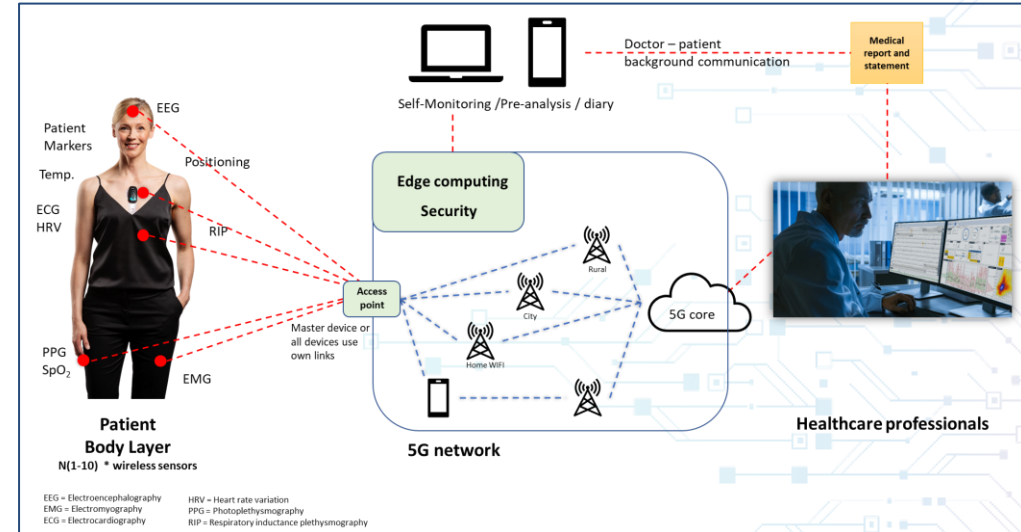 Doctor – patient
background communication
Medical
report and
statement
Self-Monitoring /Pre-analysis / diary
EEG
Patient
Markers
Positioning
Temp.
ECG
HRV
RIP
Edge computing
Security
Rural
Access
point
City
5G core
Master device or
all devices use
own links
Home WIFI
PPG
SpO₂
EMG
Patient
Body Layer
N(1-10) * wireless sensors
5G network
Healthcare professionals
EEG = Electroencephalography
EMG = Electromyography
ECG = Electrocardiography
HRV = Heart rate variation
PPG = Photoplethysmography
RIP = Respiratory inductance plethysmography